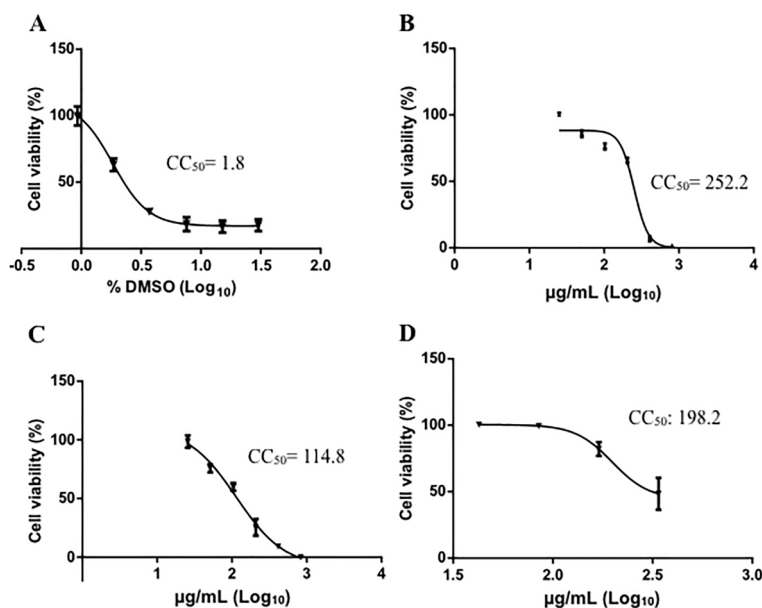 A
Cell viability (%)
150
100
50
0
CC₅₀= 1.8
-0.5 0.0 0.5 1.0 1.5 2.0
% DMSO (Log₁₀)
B
Cell viability (%)
150
100
50
0
CC₅₀= 252.2
0 1 2 3 4
µg/mL (Log₁₀)
C
Cell viability (%)
150
100
50
0
CC₅₀= 114.8
1 2 3 4
µg/mL (Log₁₀)
D
Cell viability (%)
150
100
50
0
CC₅₀: 198.2
1.5 2.0 2.5 3.0
µg/mL (Log₁₀)